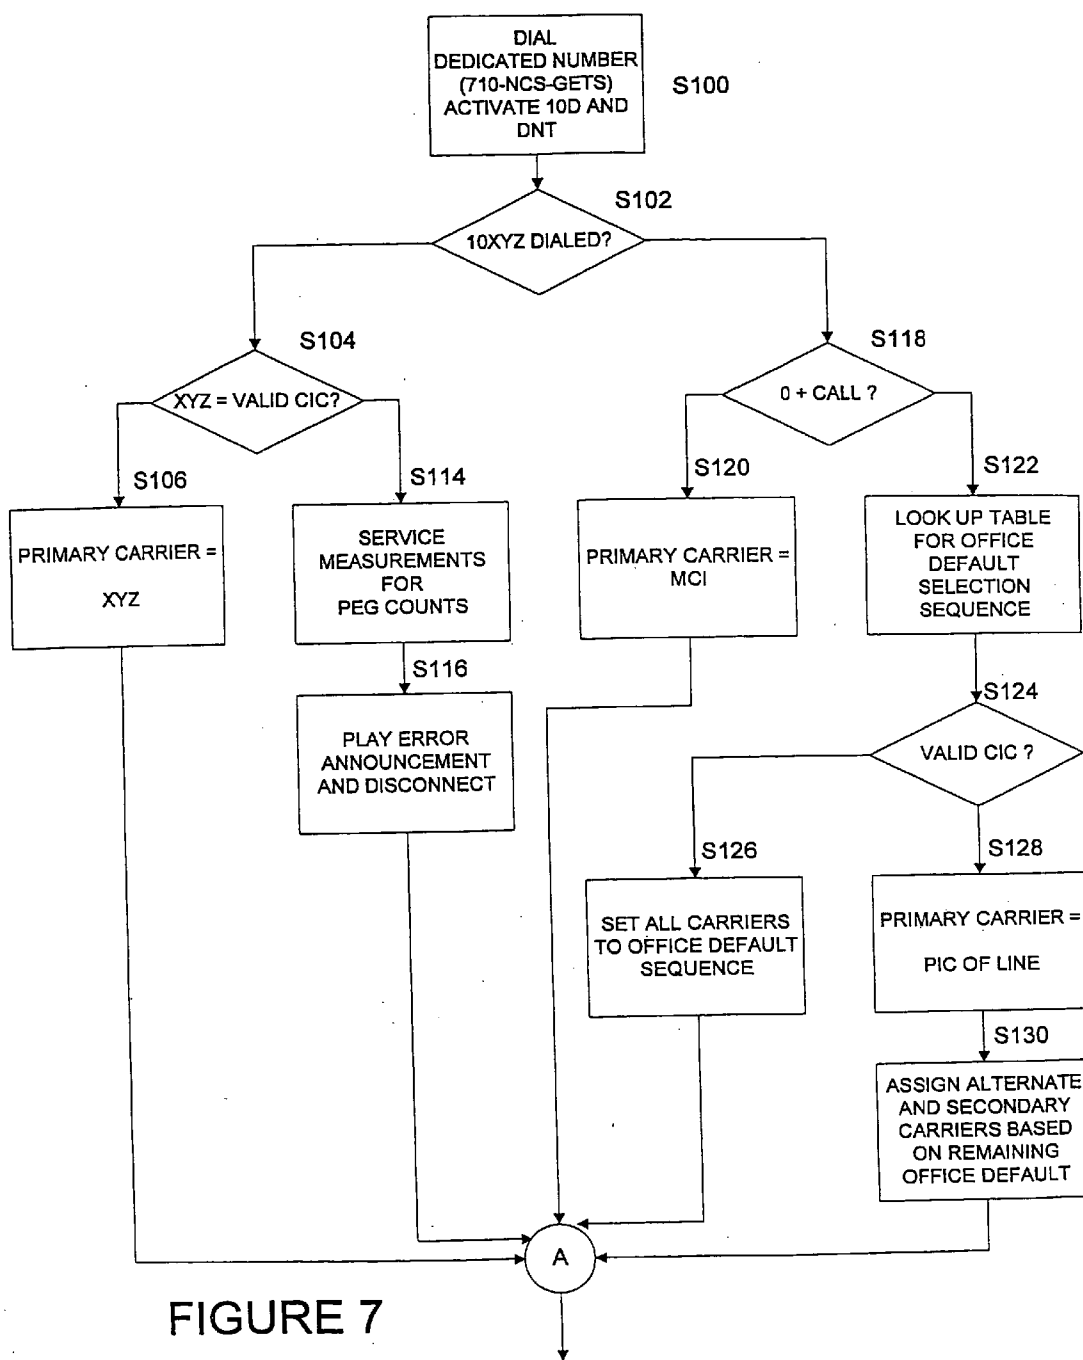 DIAL
DEDICATED NUMBER
(710-NCS-GETS)
ACTIVATE 10D AND
DNT
S100
S102
10XYZ DIALED?
S104
XYZ = VALID CIC?
S118
0 + CALL ?
S106
PRIMARY CARRIER =
XYZ
S114
SERVICE
MEASUREMENTS
FOR
PEG COUNTS
S120
PRIMARY CARRIER =
MCI
S122
LOOK UP TABLE
FOR OFFICE
DEFAULT
SELECTION
SEQUENCE
S116
PLAY ERROR
ANNOUNCEMENT
AND DISCONNECT
S124
VALID CIC ?
S126
SET ALL CARRIERS
TO OFFICE DEFAULT
SEQUENCE
S128
PRIMARY CARRIER =
PIC OF LINE
S130
ASSIGN ALTERNATE
AND SECONDARY
CARRIERS BASED
ON REMAINING
OFFICE DEFAULT
A
FIGURE 7